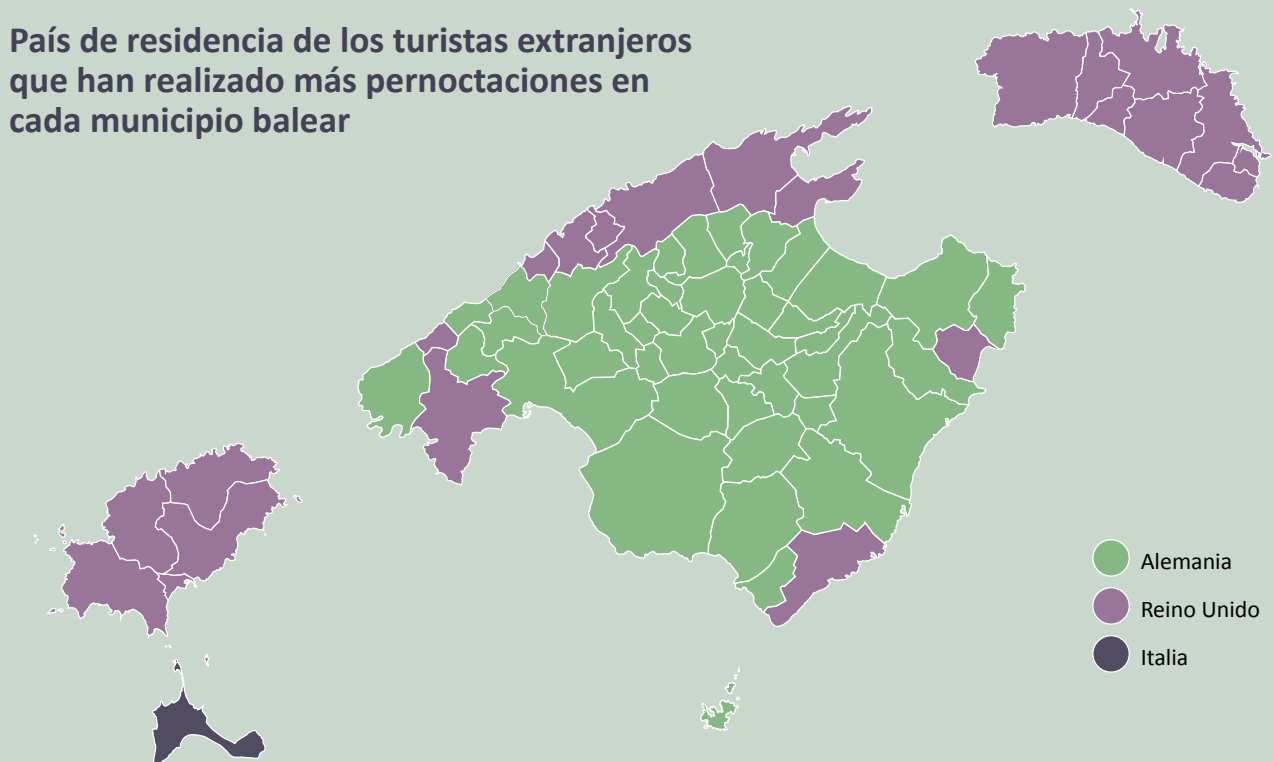 País de residencia de los turistas extranjeros
que han realizado más pernoctaciones en
cada municipio balear
Alemania
Reino Unido
Italia